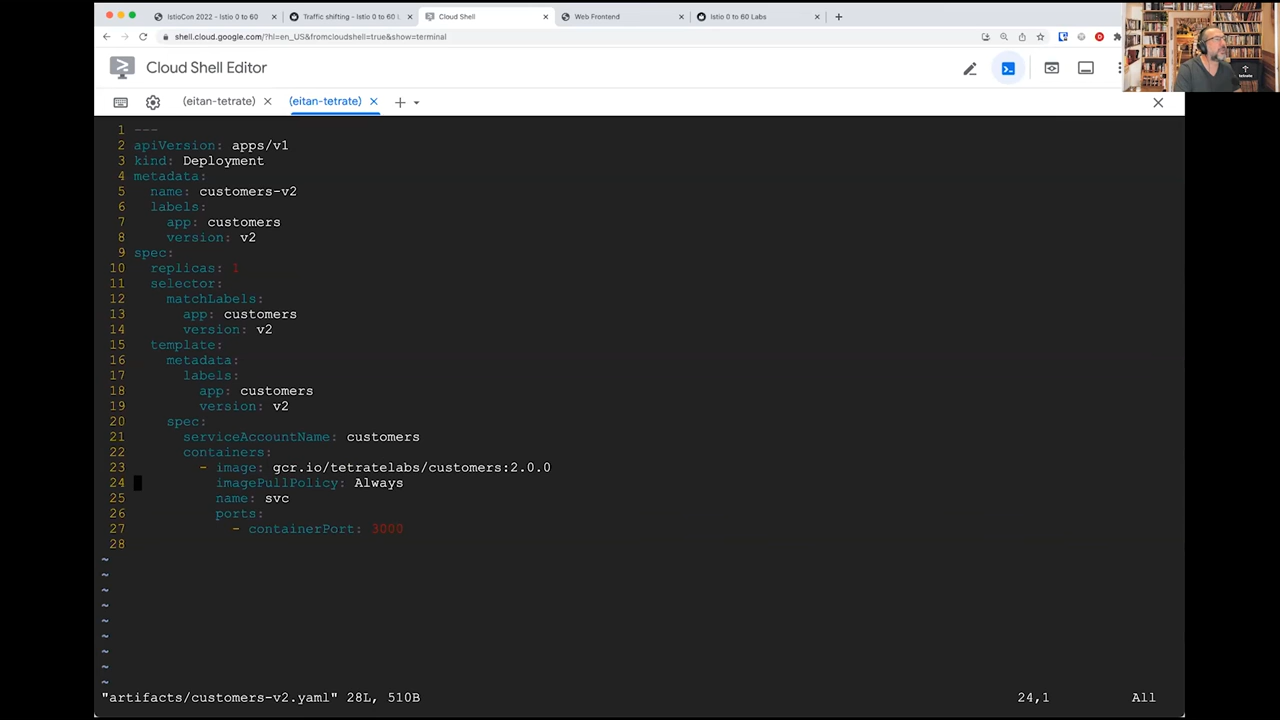 IstioCon 2022 - Istio 0 to 60
Traffic shifting - Istio 0 to 60 L
Cloud Shell
Web Frontend
Istio 0 to 60 Labs
shell.cloud.google.com/?hl=en_US&fromcloudshell=true&show=terminal
Cloud Shell Editor
(eitan-tetrate)
(eitan-tetrate)
tetrate
1 ---
2 apiVersion: apps/v1
3 kind: Deployment
4 metadata:
5 name: customers-v2
6 labels:
7 app: customers
8 version: v2
9 spec:
10 replicas: 1
11 selector:
12 matchLabels:
13 app: customers
14 version: v2
15 template:
16 metadata:
17 labels:
18 app: customers
19 version: v2
20 spec:
21 serviceAccountName: customers
22 containers:
23 - image: gcr.io/tetratelabs/customers:2.0.0
24 imagePullPolicy: Always
25 name: svc
26 ports:
27 - containerPort: 3000
28
~
~
~
~
~
~
~
~
~
"artifacts/customers-v2.yaml" 28L, 510B 24,1 All